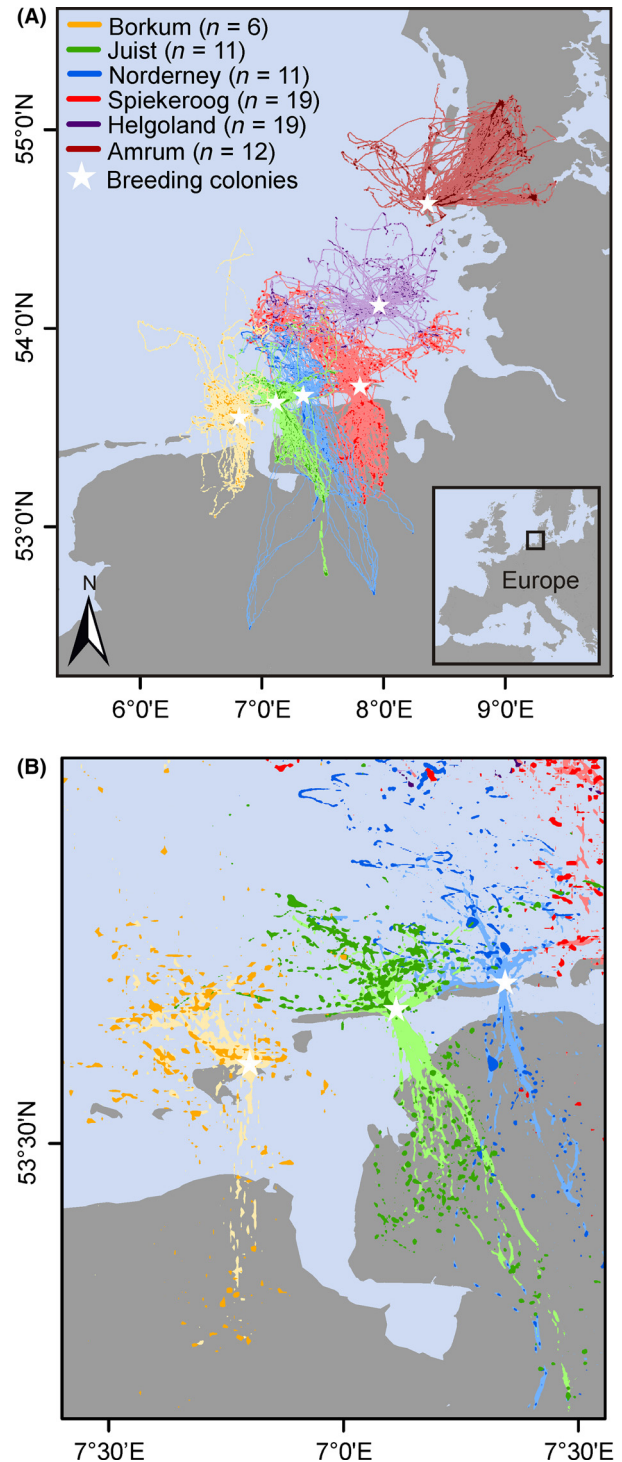 (A)
Borkum (n = 6)
Juist (n = 11)
Norderney (n = 11)
Spiekeroog (n = 19)
Helgoland (n = 19)
Amrum (n = 12)
Breeding colonies
55°0'N
54°0'N
53°0'N
N
Europe
6°0'E
7°0'E
8°0'E
9°0'E
(B)
53°30'N
7°30'E
7°0'E
7°30'E